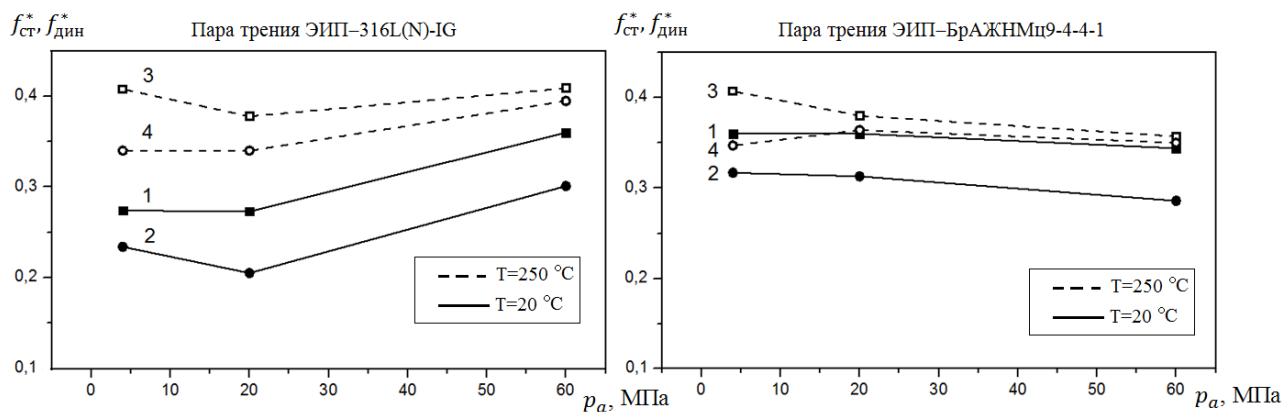 f*ст, f*дин
Пара трения ЭИП–316L(N)-IG
0,4
0,3
0,2
0,1
3
4
1
2
T=250 °C
T=20 °C
0 10 20 30 40 50 60
pₐ, МПа
f*ст, f*дин
Пара трения ЭИП–БрАЖНМц9-4-4-1
0,4
0,3
0,2
0,1
3
1
4
2
T=250 °C
T=20 °C
0 10 20 30 40 50 60
pₐ, МПа